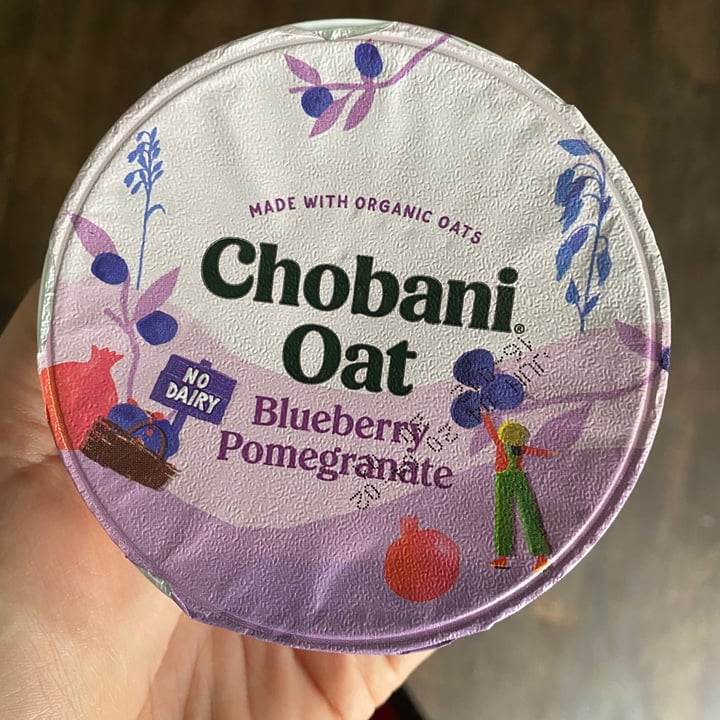 MADE WITH ORGANIC OATS
Chobani®
Oat
NO
DAIRY
Blueberry
Pomegranate